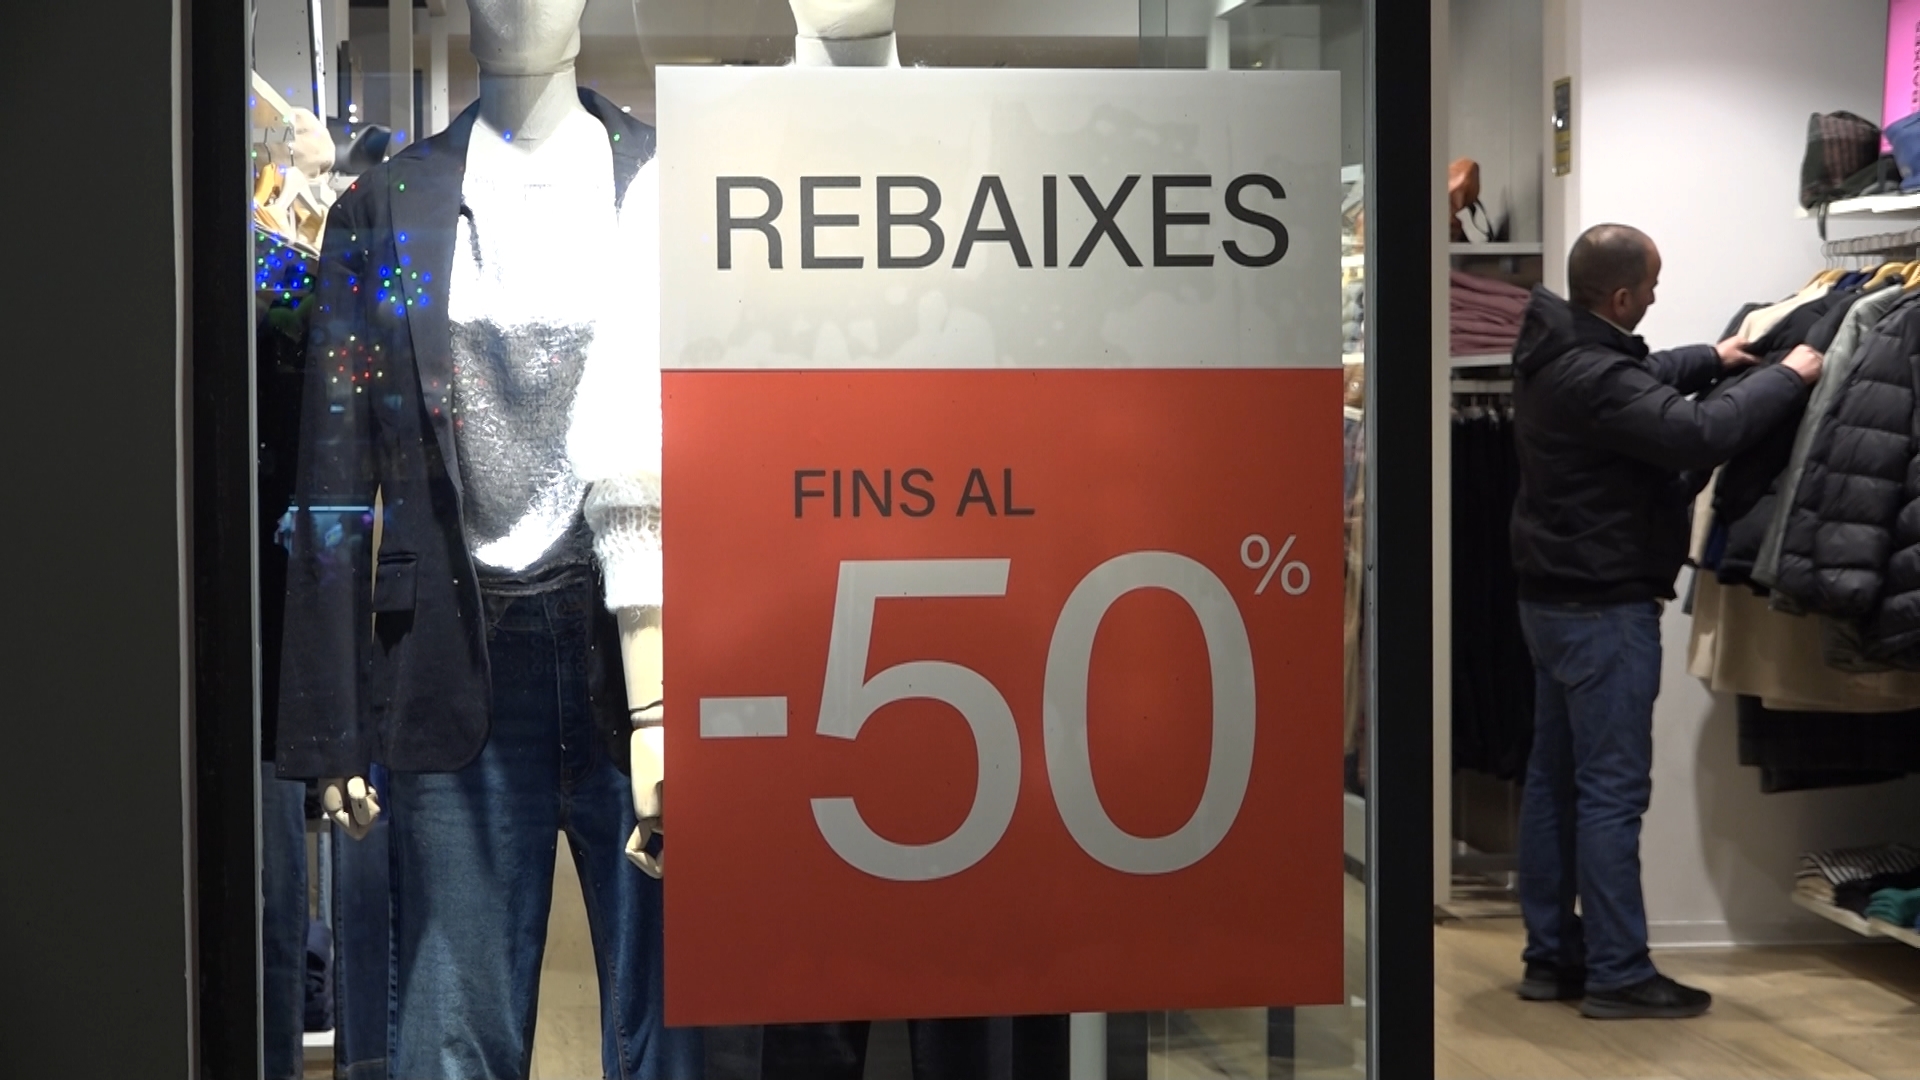 REBAIXES
FINS AL
-50%